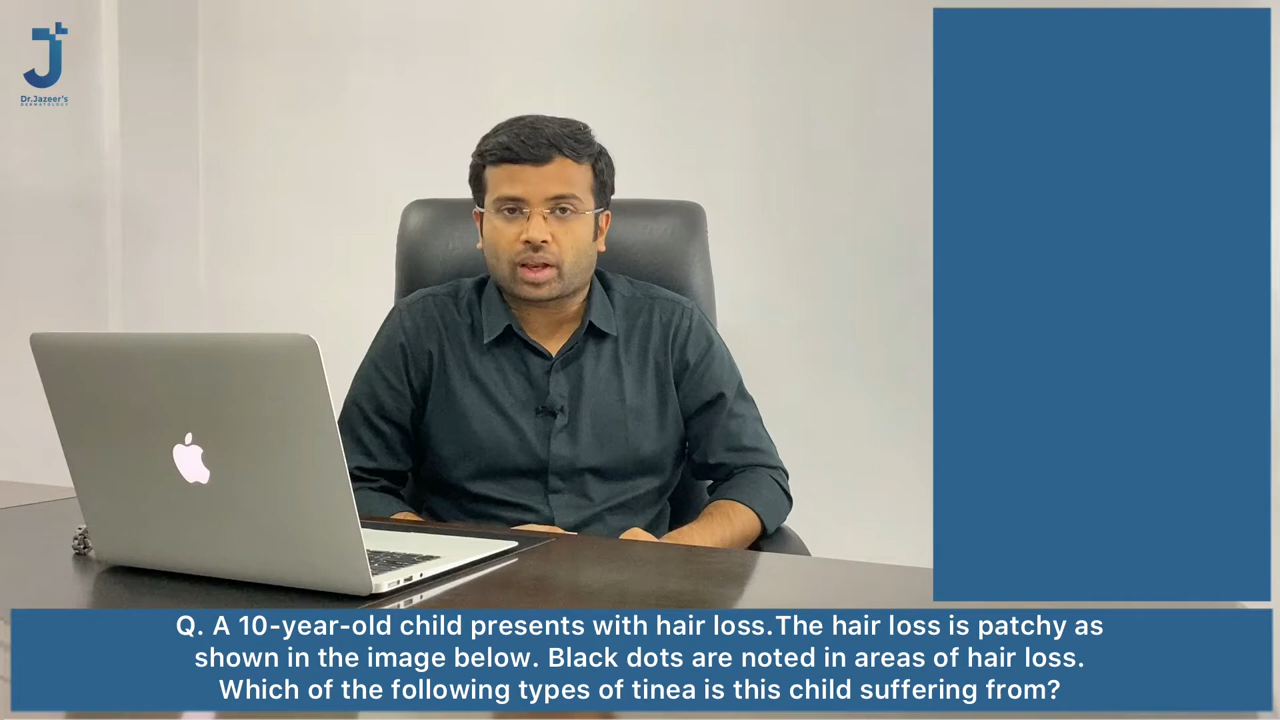 Dr.Jazeer's
DERMATOLOGY
Q. A 10-year-old child presents with hair loss.The hair loss is patchy as
shown in the image below. Black dots are noted in areas of hair loss.
Which of the following types of tinea is this child suffering from?